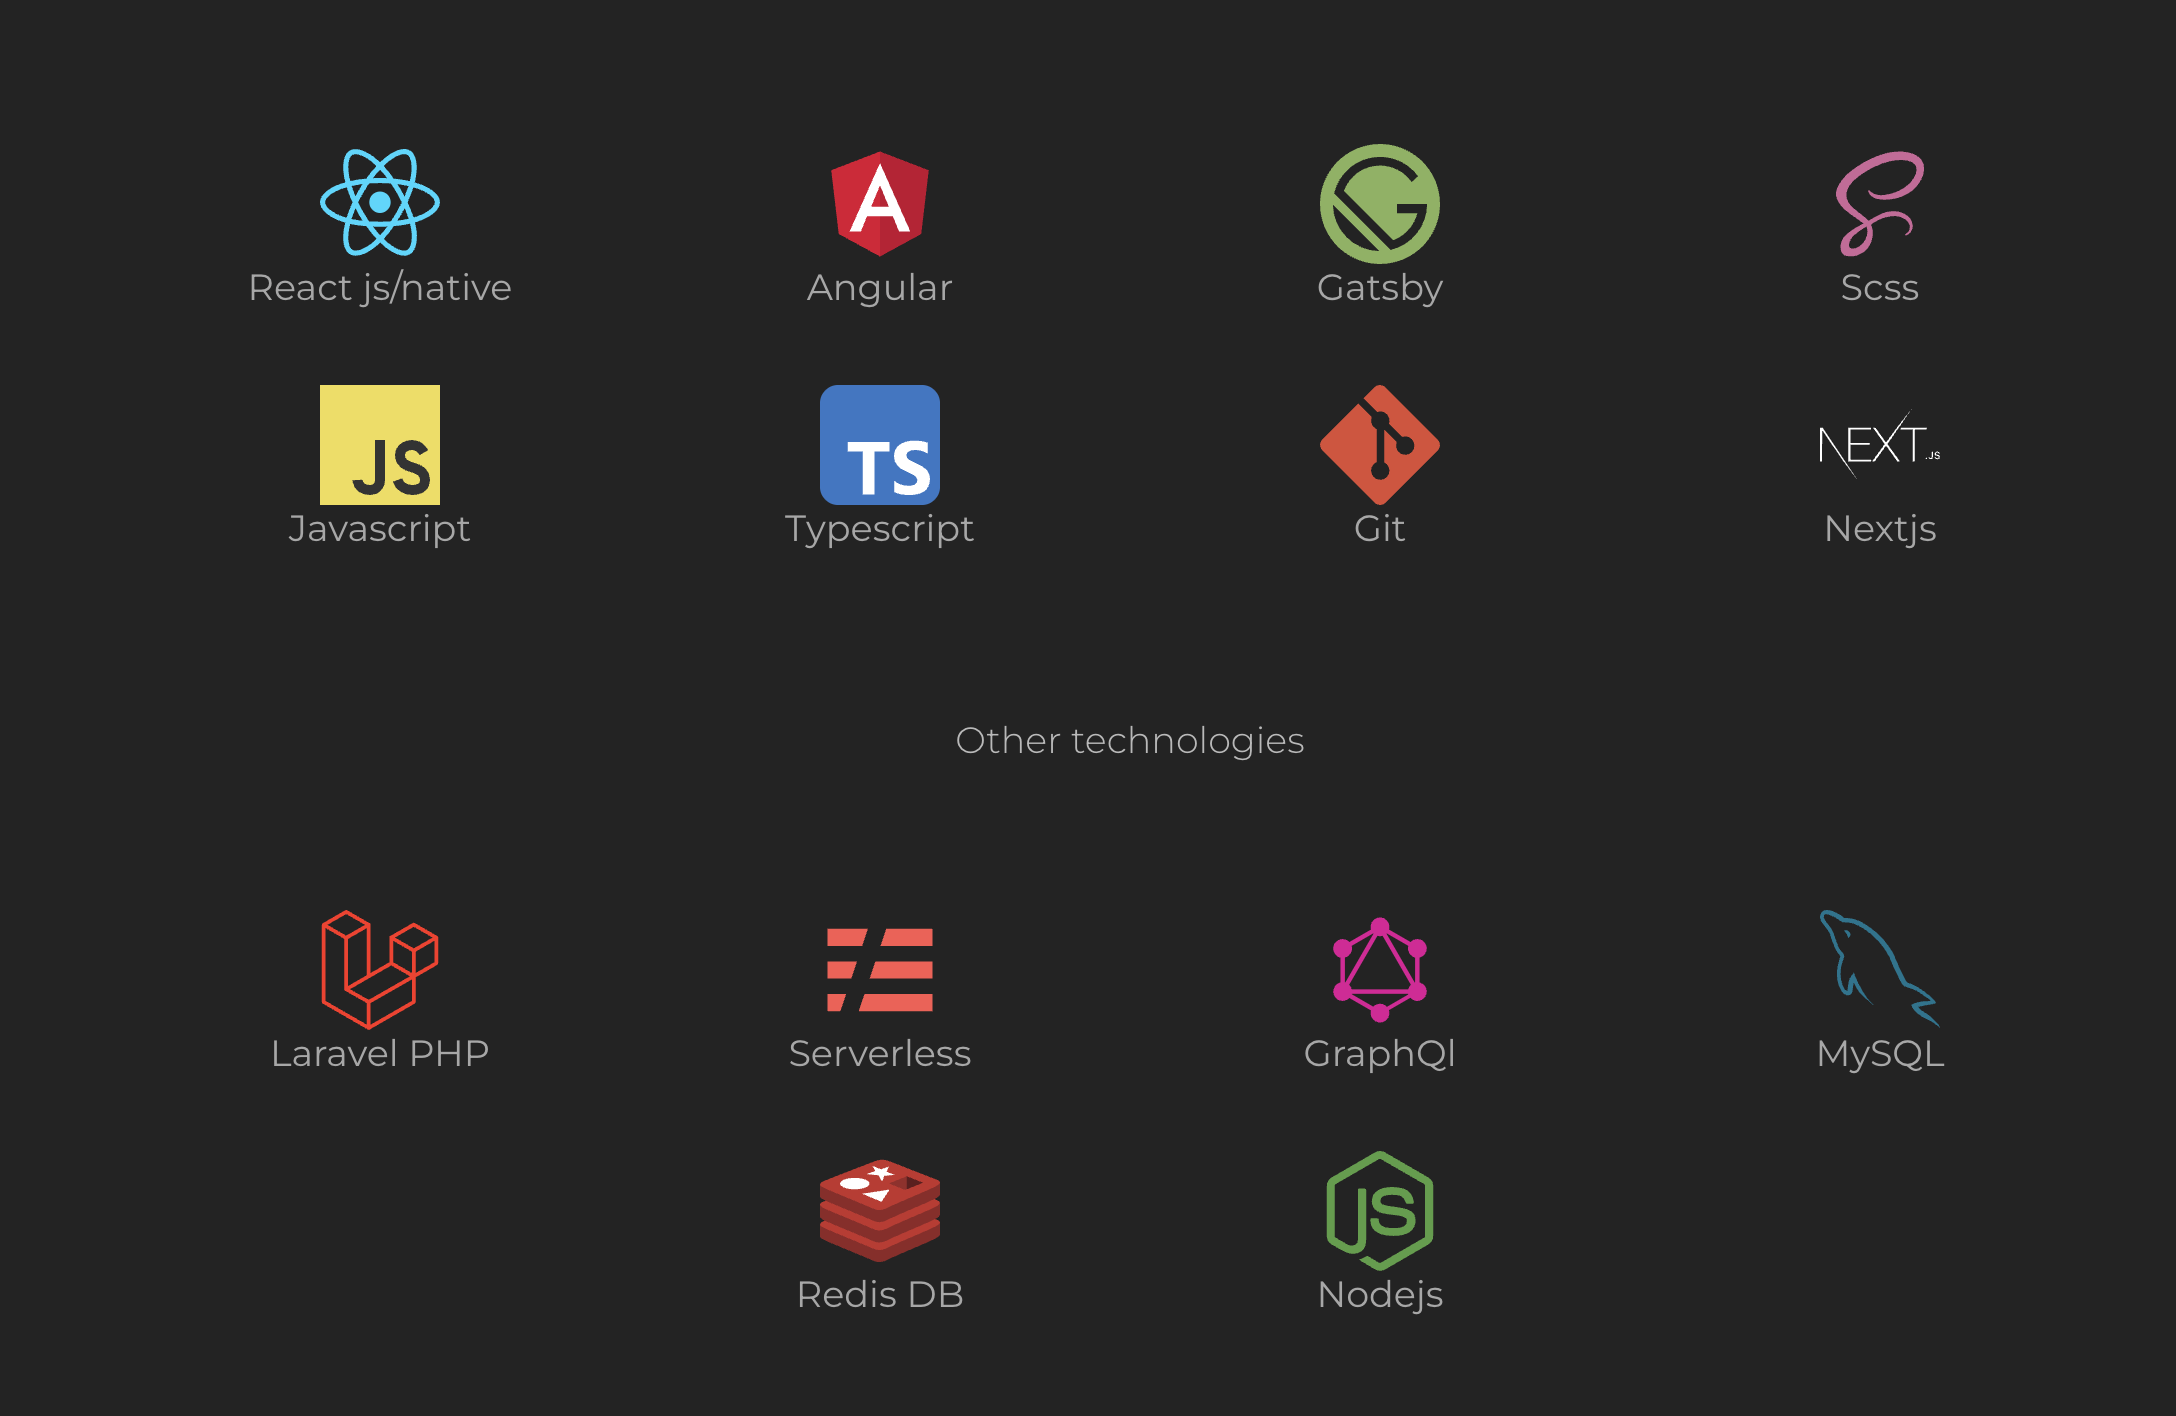 React js/native
Angular
Gatsby
Scss
JS
TS
NEXT.JS
Javascript
Typescript
Git
Nextjs
Other technologies
Laravel PHP
Serverless
GraphQl
MySQL
JS
Redis DB
Nodejs